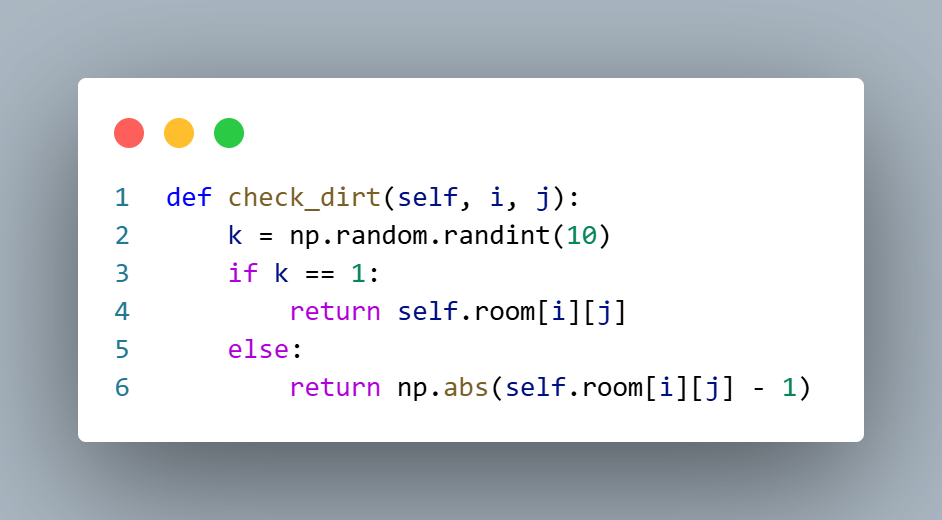 1 def check_dirt(self, i, j):
2     k = np.random.randint(10)
3     if k == 1:
4         return self.room[i][j]
5     else:
6         return np.abs(self.room[i][j] - 1)